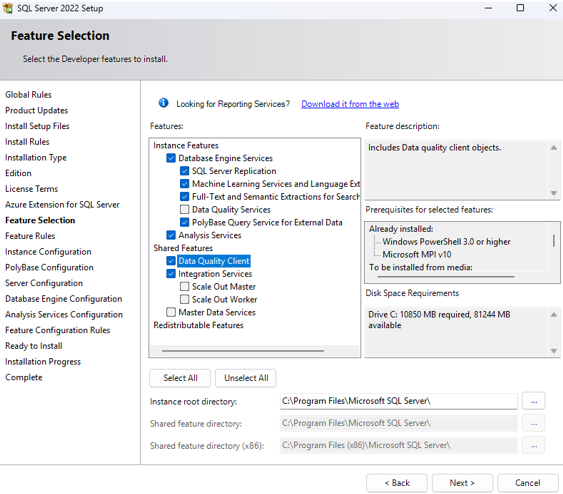 SQL Server 2022 Setup
Feature Selection
Select the Developer features to install.
Global Rules
Product Updates
Install Setup Files
Install Rules
Installation Type
Edition
License Terms
Azure Extension for SQL Server
Feature Selection
Feature Rules
Instance Configuration
PolyBase Configuration
Server Configuration
Database Engine Configuration
Analysis Services Configuration
Feature Configuration Rules
Ready to Install
Installation Progress
Complete
Looking for Reporting Services? Download it from the web
Features:
Instance Features
Database Engine Services
SQL Server Replication
Machine Learning Services and Language Ext
Full-Text and Semantic Extractions for Search
Data Quality Services
PolyBase Query Service for External Data
Analysis Services
Shared Features
Data Quality Client
Integration Services
Scale Out Master
Scale Out Worker
Master Data Services
Redistributable Features
Feature description:
Includes Data quality client objects.
Prerequisites for selected features:
Already installed:
Windows PowerShell 3.0 or higher
Microsoft MPI v10
To be installed from media:
Disk Space Requirements
Drive C: 10850 MB required, 81244 MB
available
Select All
Unselect All
Instance root directory: C:\Program Files\Microsoft SQL Server\ ...
Shared feature directory: C:\Program Files\Microsoft SQL Server\ ...
Shared feature directory (x86): C:\Program Files (x86)\Microsoft SQL Server\ ...
< Back
Next >
Cancel